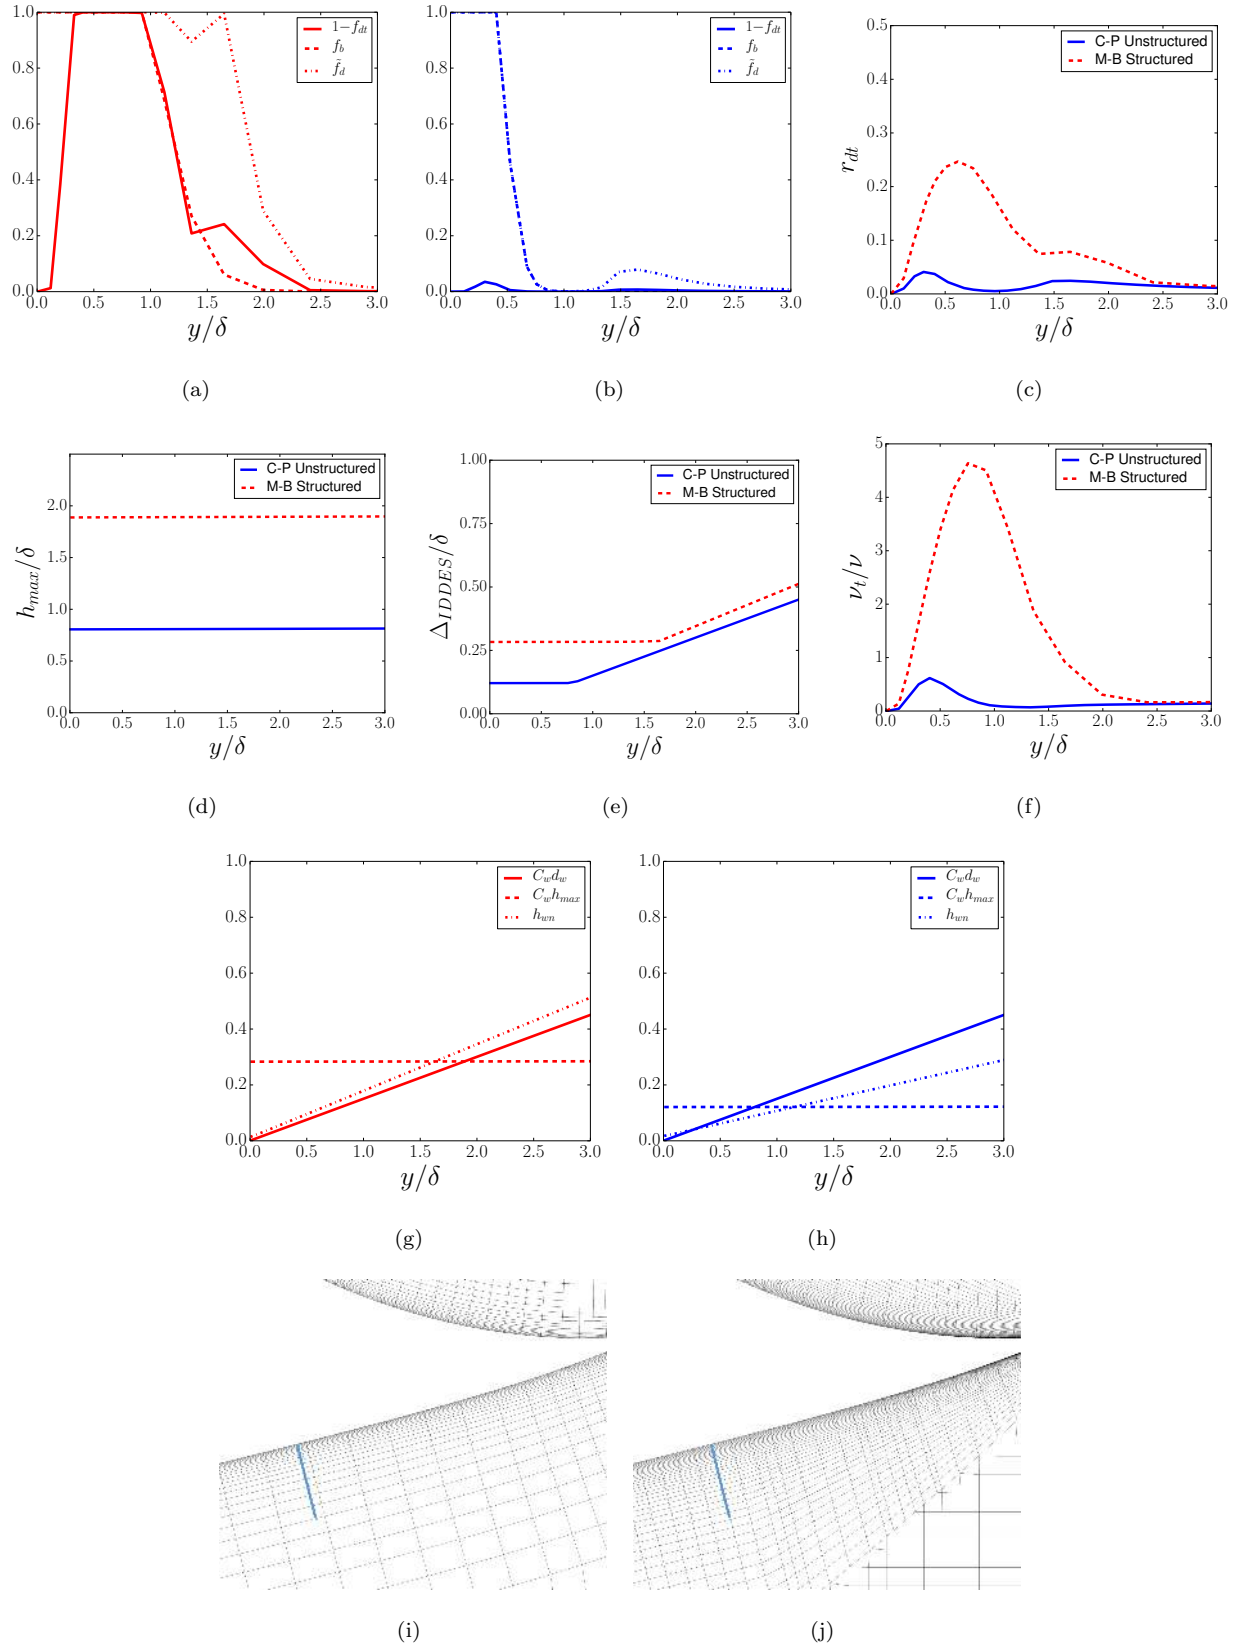 1.0
0.8
0.6
0.4
0.2
0.0
0.0 0.5 1.0 1.5 2.0 2.5 3.0
y/δ
1−f_dt
f_b
f̃_d
(a)
1.0
0.8
0.6
0.4
0.2
0.0
0.0 0.5 1.0 1.5 2.0 2.5 3.0
y/δ
1−f_dt
f_b
f̃_d
(b)
0.5
0.4
0.3
0.2
0.1
0.0
r_dt
0.0 0.5 1.0 1.5 2.0 2.5 3.0
y/δ
C-P Unstructured
M-B Structured
(c)
2.0
1.5
1.0
0.5
0.0
h_max/δ
0.0 0.5 1.0 1.5 2.0 2.5 3.0
y/δ
C-P Unstructured
M-B Structured
(d)
1.00
0.75
0.50
0.25
0.00
Δ_IDDES/δ
0.0 0.5 1.0 1.5 2.0 2.5 3.0
y/δ
C-P Unstructured
M-B Structured
(e)
5
4
3
2
1
0
ν_t/ν
0.0 0.5 1.0 1.5 2.0 2.5 3.0
y/δ
C-P Unstructured
M-B Structured
(f)
1.0
0.8
0.6
0.4
0.2
0.0
0.0 0.5 1.0 1.5 2.0 2.5 3.0
y/δ
C_w d_w
C_w h_max
h_wn
(g)
1.0
0.8
0.6
0.4
0.2
0.0
0.0 0.5 1.0 1.5 2.0 2.5 3.0
y/δ
C_w d_w
C_w h_max
h_wn
(h)
(i)
(j)